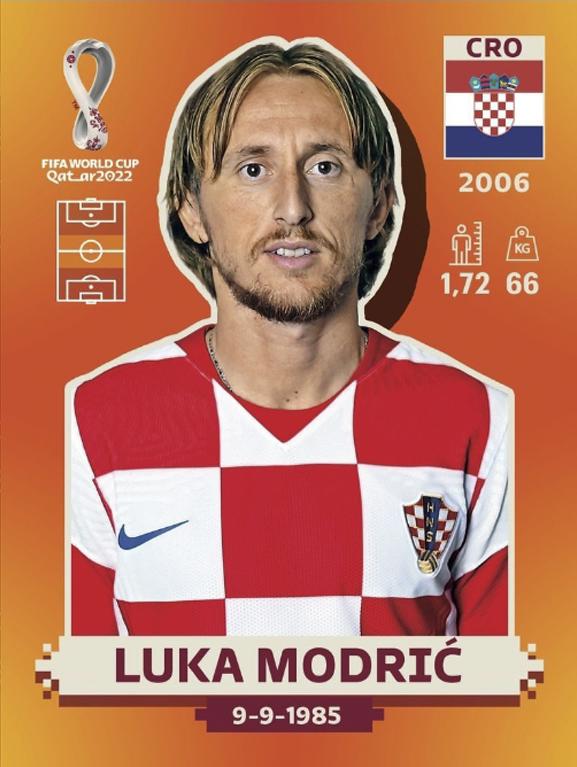 FIFA WORLD CUP
Qatar2022
CRO
2006
KG
1,72 66
HNS
LUKA MODRIĆ
9-9-1985